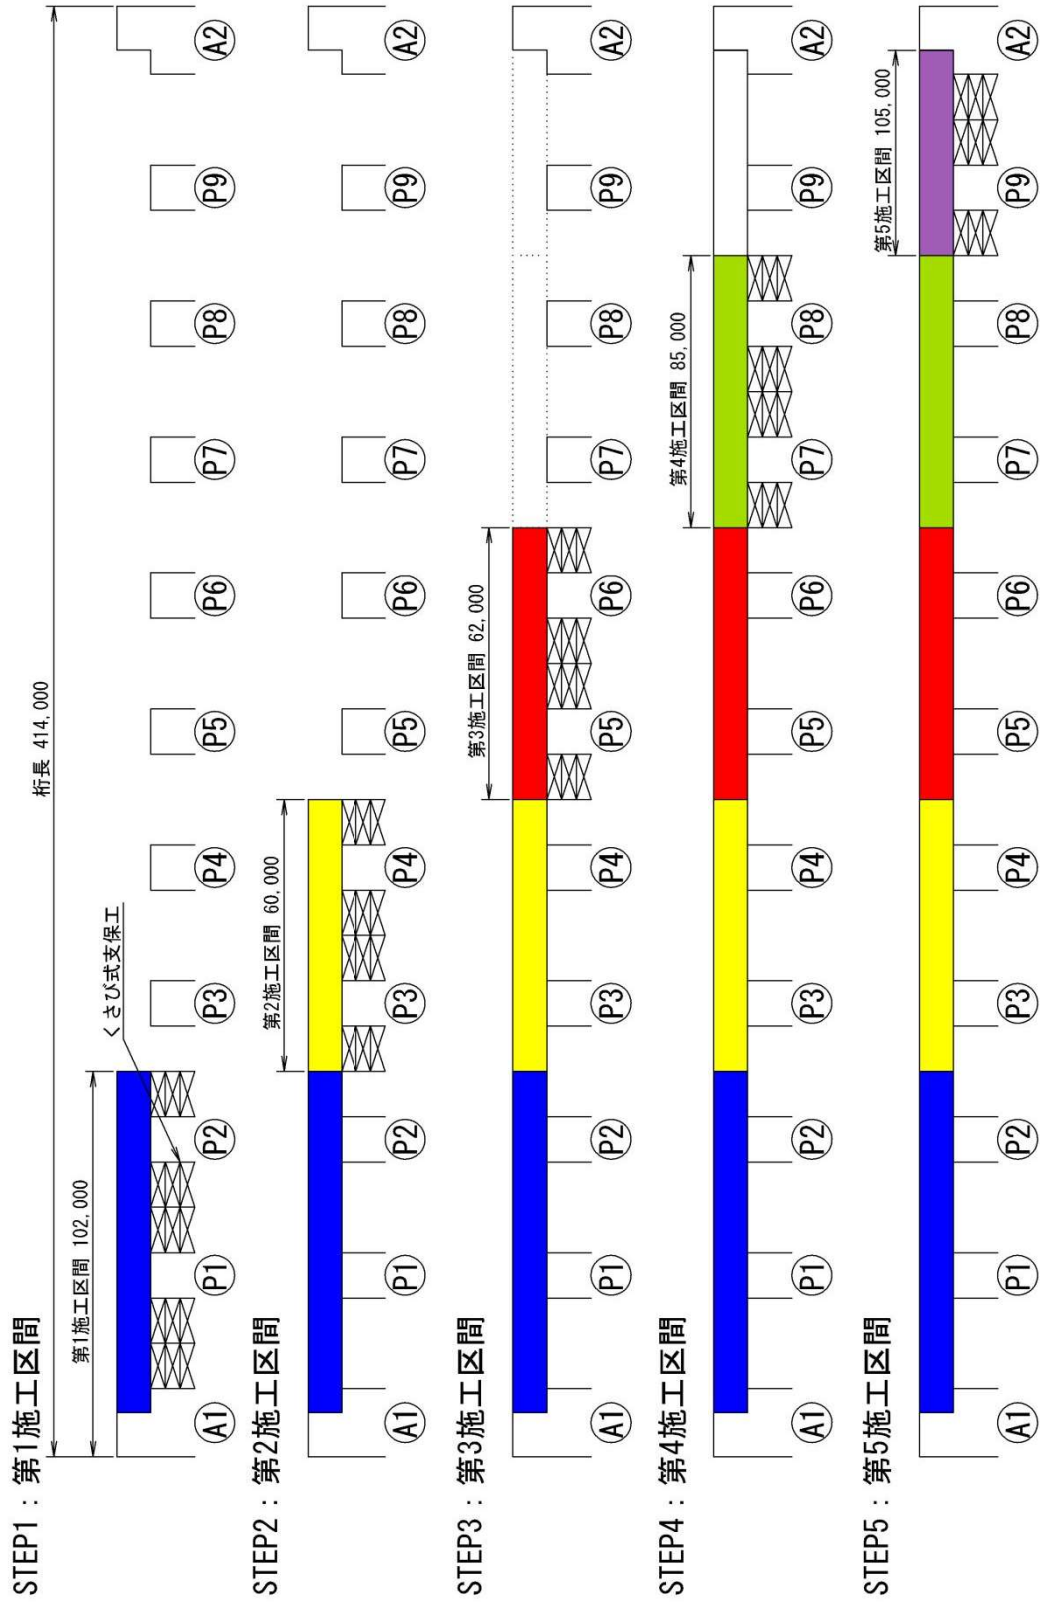 STEP1 : 第1施工区間
桁長 414,000
第1施工区間 102,000
くさび式支保工
A1 P1 P2 P3 P4 P5 P6 P7 P8 P9 A2
STEP2 : 第2施工区間
第2施工区間 60,000
A1 P1 P2 P3 P4 P5 P6 P7 P8 P9 A2
STEP3 : 第3施工区間
第3施工区間 62,000
A1 P1 P2 P3 P4 P5 P6 P7 P8 P9 A2
STEP4 : 第4施工区間
第4施工区間 85,000
A1 P1 P2 P3 P4 P5 P6 P7 P8 P9 A2
STEP5 : 第5施工区間
第5施工区間 105,000
A1 P1 P2 P3 P4 P5 P6 P7 P8 P9 A2